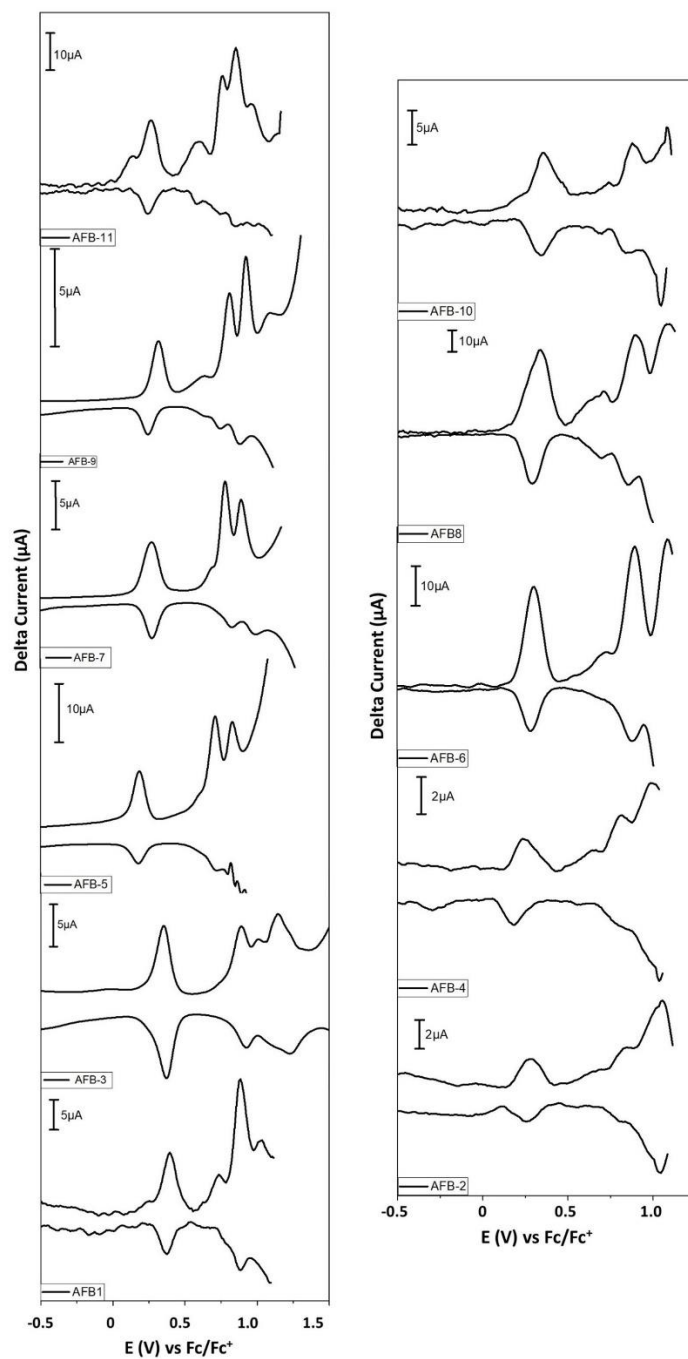 10μA
AFB-11
5μA
AFB-9
5μA
AFB-7
10μA
AFB-5
5μA
AFB-3
5μA
AFB1
-0.5 0 0.5 1.0 1.5
E (V) vs Fc/Fc⁺
Delta Current (μA)
5μA
AFB-10
10μA
AFB8
10μA
AFB-6
2μA
AFB-4
2μA
AFB-2
-0.5 0 0.5 1.0
E (V) vs Fc/Fc⁺
Delta Current (μA)